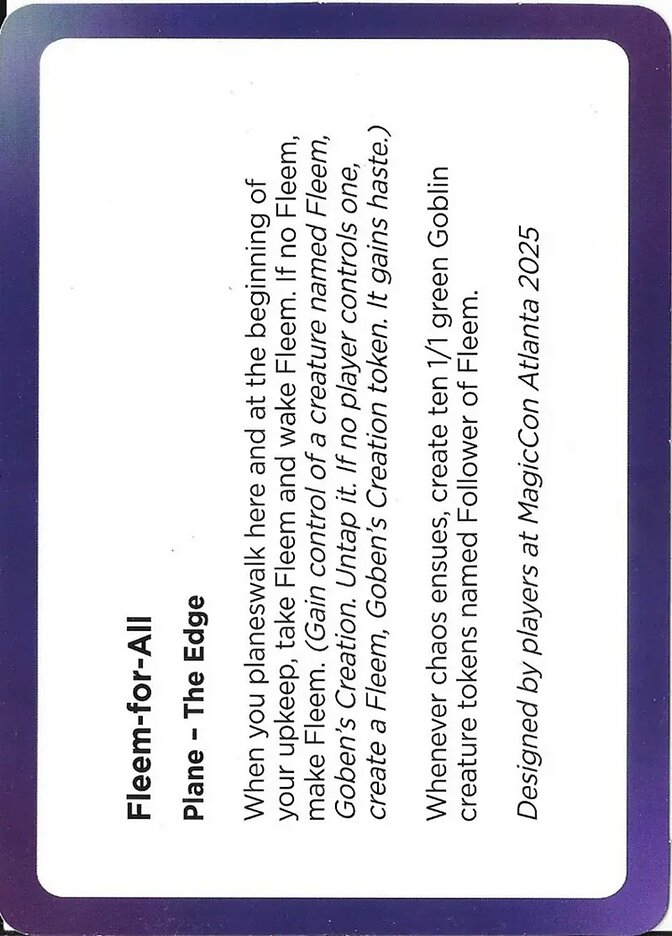 Fleem-for-All
Plane – The Edge
When you planeswalk here and at the beginning of
your upkeep, take Fleem and wake Fleem. If no Fleem,
make Fleem. (Gain control of a creature named Fleem,
Goben's Creation. Untap it. If no player controls one,
create a Fleem, Goben's Creation token. It gains haste.)
Whenever chaos ensues, create ten 1/1 green Goblin
creature tokens named Follower of Fleem.
Designed by players at MagicCon Atlanta 2025